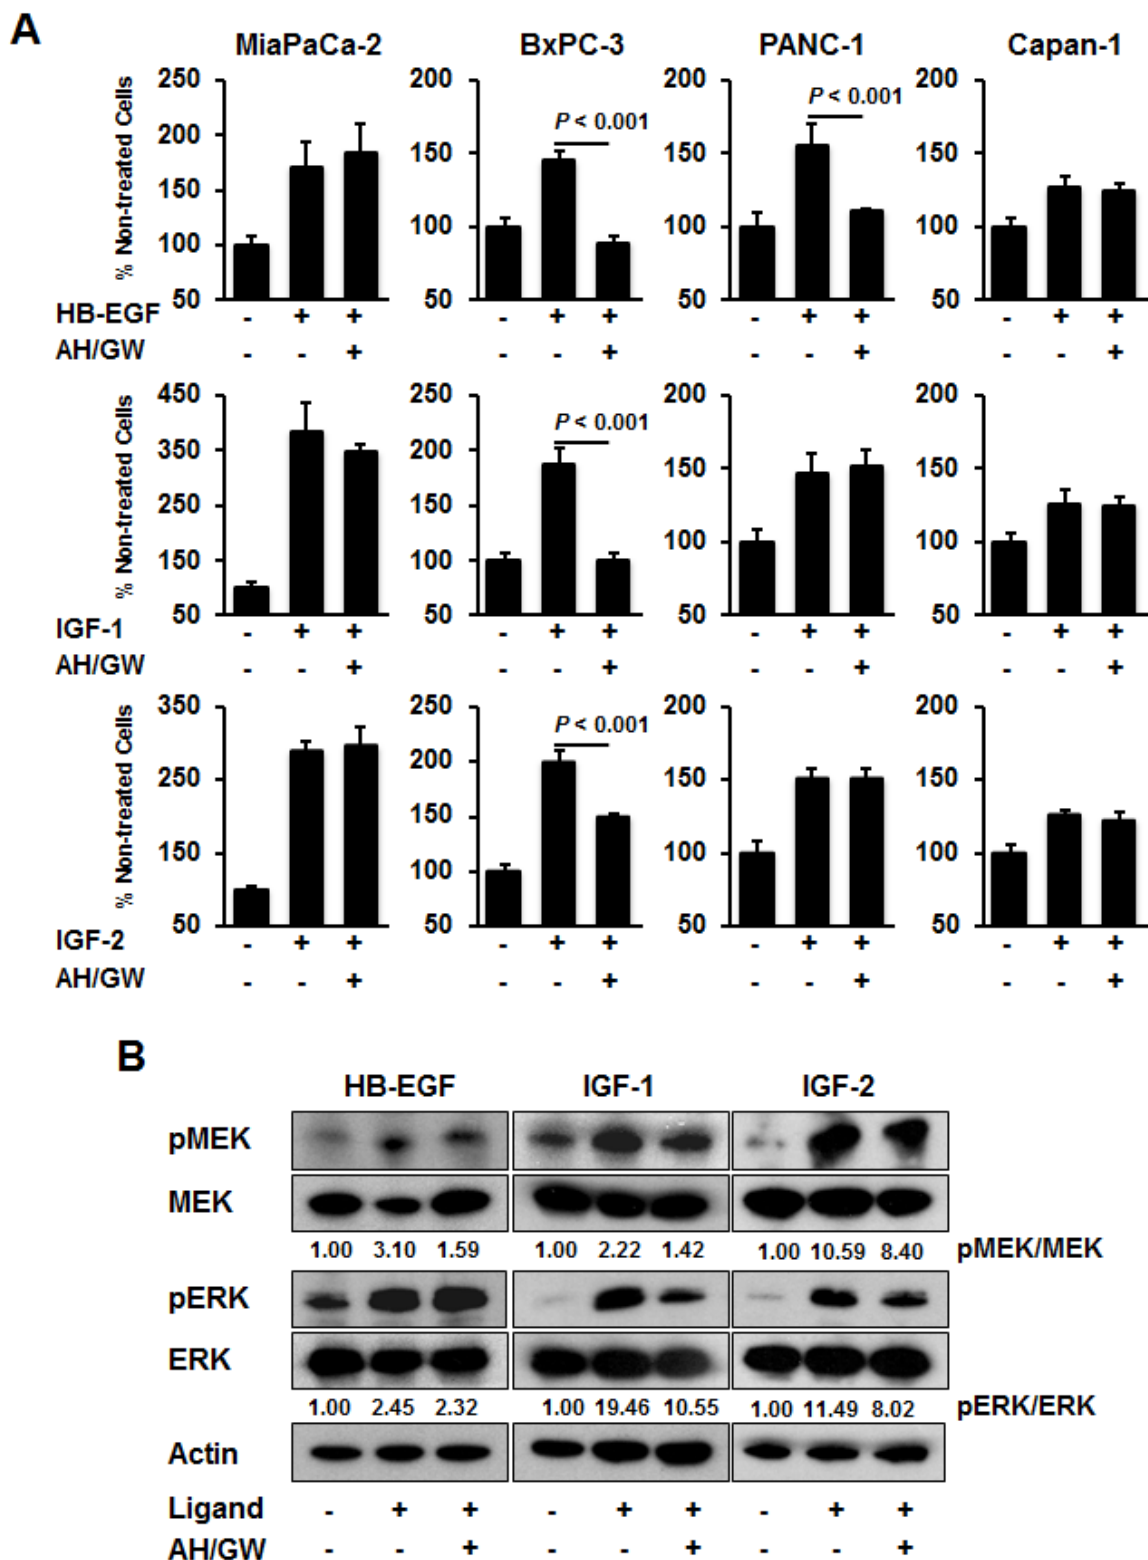 A
MiaPaCa-2 BxPC-3 PANC-1 Capan-1
% Non-treated Cells
250 200 150 100 50
200 150 100 50
P < 0.001
200 150 100 50
P < 0.001
200 150 100 50
HB-EGF - + + - + + - + + - + +
AH/GW - - + - - + - - + - - +
% Non-treated Cells
450 350 250 150 50
250 200 150 100 50
P < 0.001
200 150 100 50
200 150 100 50
IGF-1 - + + - + + - + + - + +
AH/GW - - + - - + - - + - - +
% Non-treated Cells
350 250 150 50
250 200 150 100 50
P < 0.001
200 150 100 50
200 150 100 50
IGF-2 - + + - + + - + + - + +
AH/GW - - + - - + - - + - - +
B
HB-EGF IGF-1 IGF-2
pMEK
MEK
1.00 3.10 1.59 1.00 2.22 1.42 1.00 10.59 8.40 pMEK/MEK
pERK
ERK
1.00 2.45 2.32 1.00 19.46 10.55 1.00 11.49 8.02 pERK/ERK
Actin
Ligand - + + - + + - + +
AH/GW - - + - - + - - +